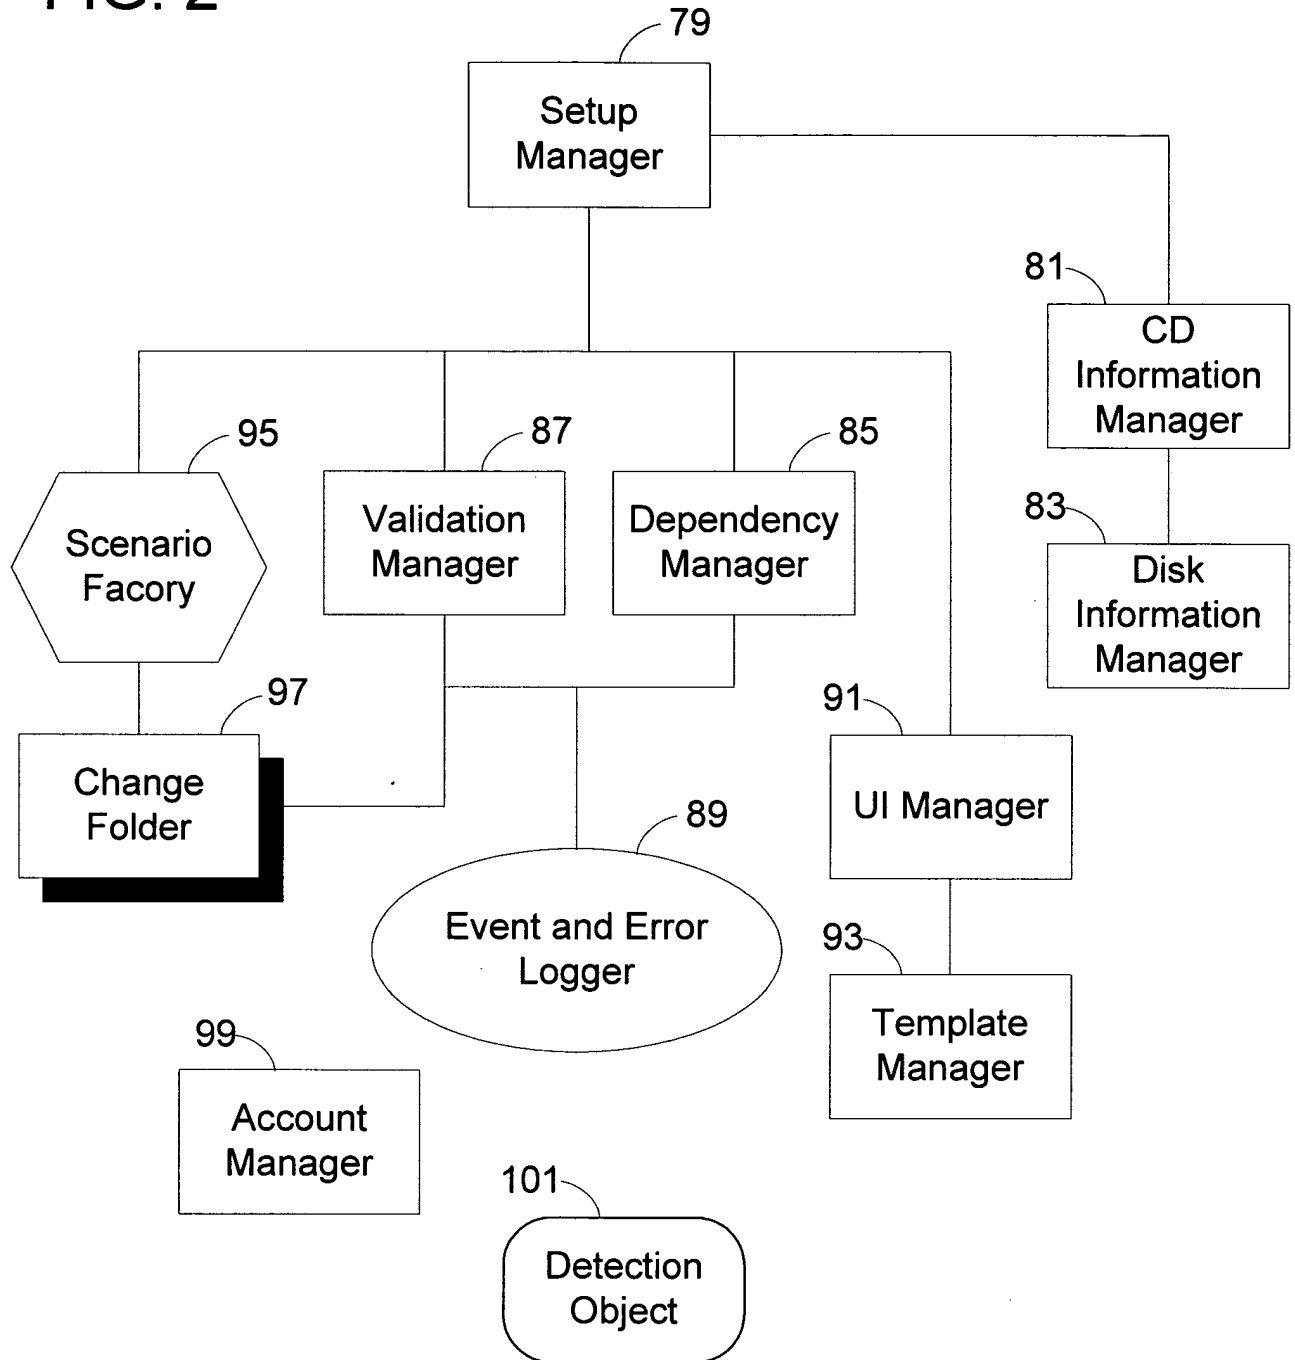 FIG. 2
79
Setup
Manager
81
CD
Information
Manager
95
87
85
Scenario
Facory
Validation
Manager
Dependency
Manager
83
Disk
Information
Manager
97
91
Change
Folder
UI Manager
89
Event and Error
Logger
93
Template
Manager
99
Account
Manager
101
Detection
Object